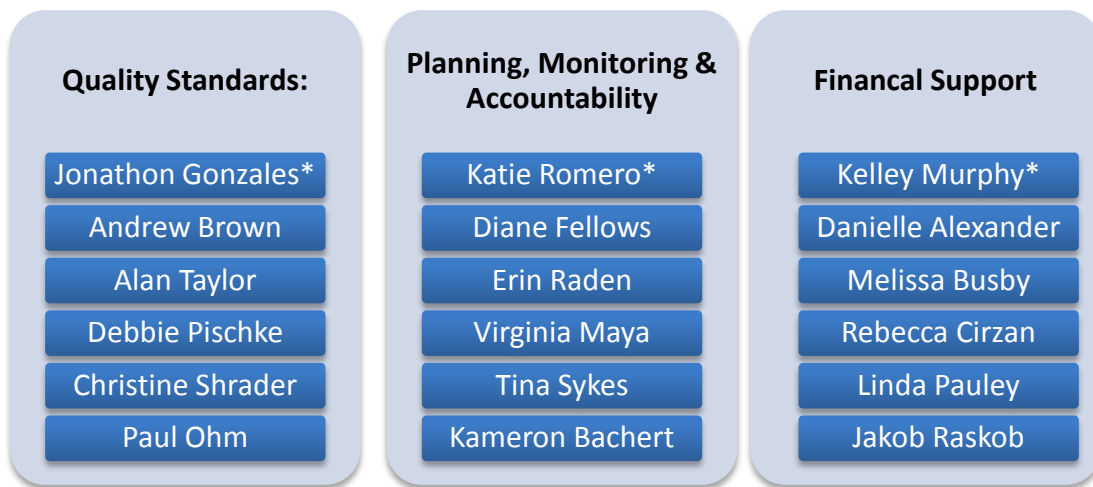 Quality Standards:
Jonathon Gonzales*
Andrew Brown
Alan Taylor
Debbie Pischke
Christine Shrader
Paul Ohm
Planning, Monitoring &
Accountability
Katie Romero*
Diane Fellows
Erin Raden
Virginia Maya
Tina Sykes
Kameron Bachert
Financal Support
Kelley Murphy*
Danielle Alexander
Melissa Busby
Rebecca Cirzan
Linda Pauley
Jakob Raskob